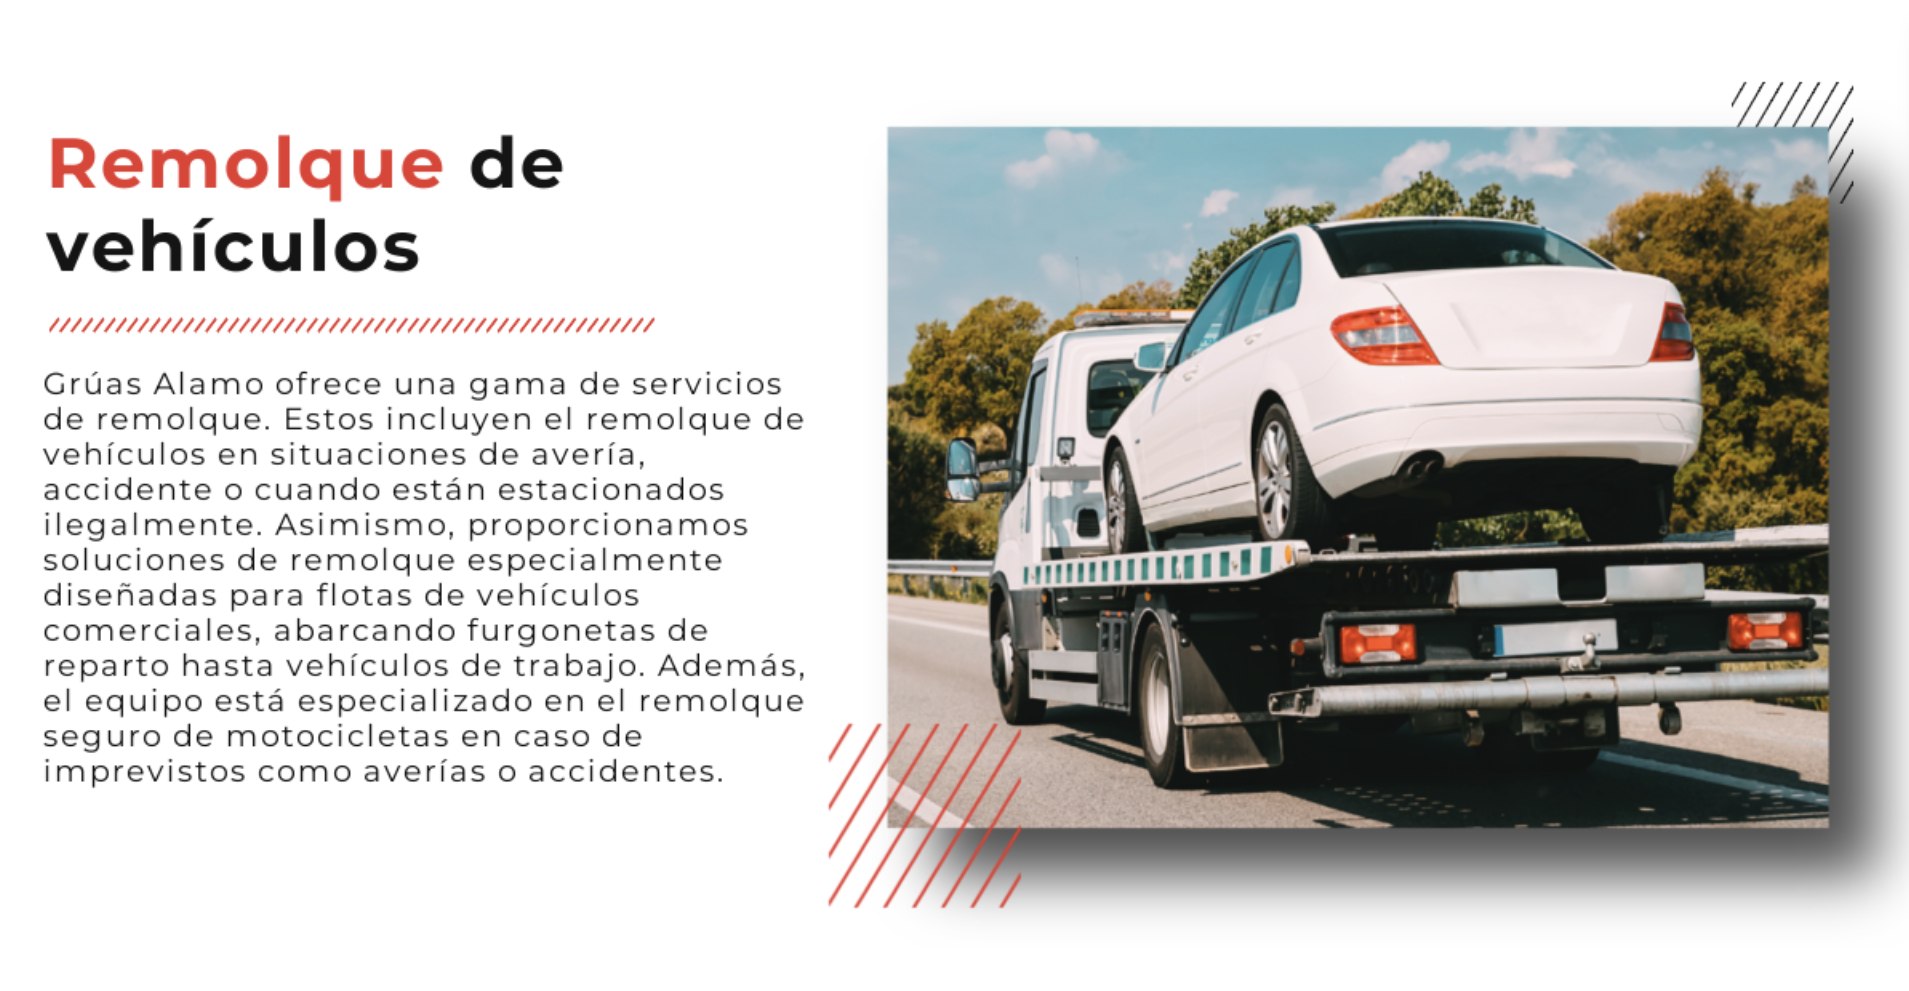 Remolque de
vehículos
Grúas Alamo ofrece una gama de servicios
de remolque. Estos incluyen el remolque de
vehículos en situaciones de avería,
accidente o cuando están estacionados
ilegalmente. Asimismo, proporcionamos
soluciones de remolque especialmente
diseñadas para flotas de vehículos
comerciales, abarcando furgonetas de
reparto hasta vehículos de trabajo. Además,
el equipo está especializado en el remolque
seguro de motocicletas en caso de
imprevistos como averías o accidentes.